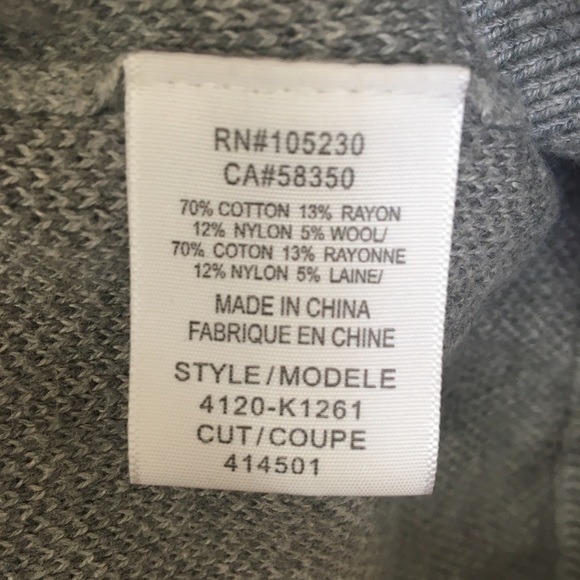 RN#105230
CA#58350
70% COTTON 13% RAYON
12% NYLON 5% WOOL/
70% COTON 13% RAYONNE
12% NYLON 5% LAINE/
MADE IN CHINA
FABRIQUE EN CHINE
STYLE/MODELE
4120-K1261
CUT/COUPE
414501